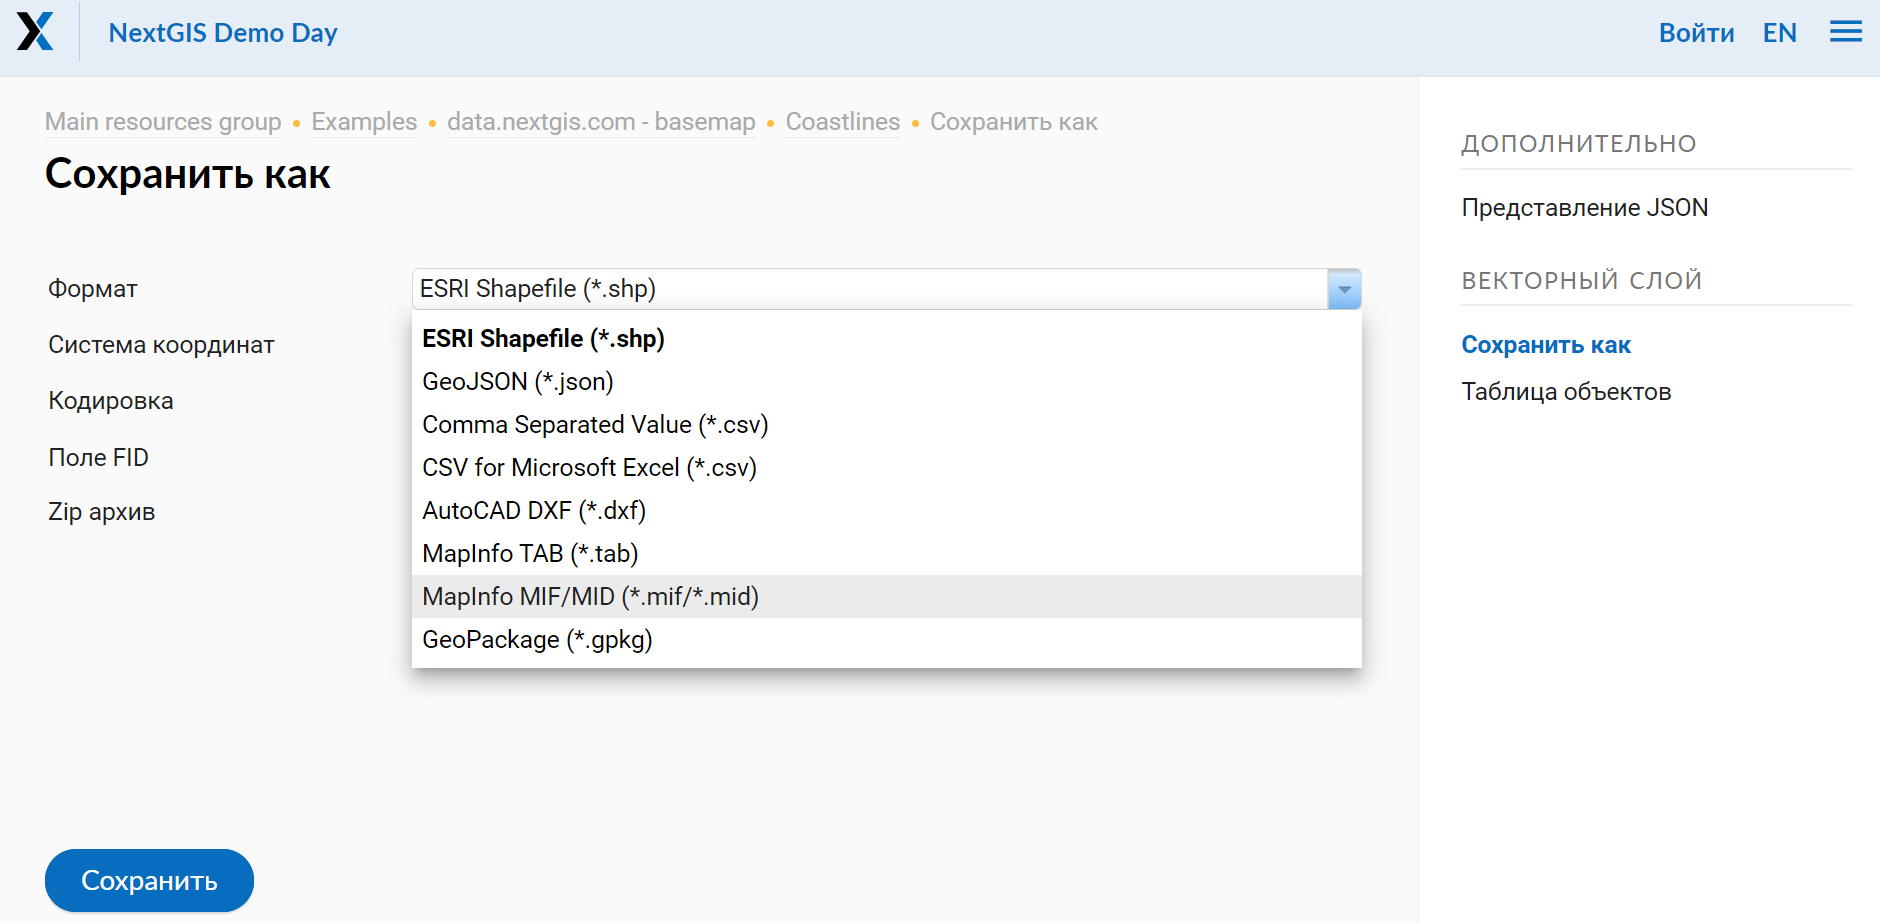 NextGIS Demo Day
Войти EN
Main resources group • Examples • data.nextgis.com - basemap • Coastlines • Сохранить как
Сохранить как
Формат
ESRI Shapefile (*.shp)
Система координат
Кодировка
Поле FID
Zip архив
ESRI Shapefile (*.shp)
GeoJSON (*.json)
Comma Separated Value (*.csv)
CSV for Microsoft Excel (*.csv)
AutoCAD DXF (*.dxf)
MapInfo TAB (*.tab)
MapInfo MIF/MID (*.mif/*.mid)
GeoPackage (*.gpkg)
Сохранить
ДОПОЛНИТЕЛЬНО
Представление JSON
ВЕКТОРНЫЙ СЛОЙ
Сохранить как
Таблица объектов